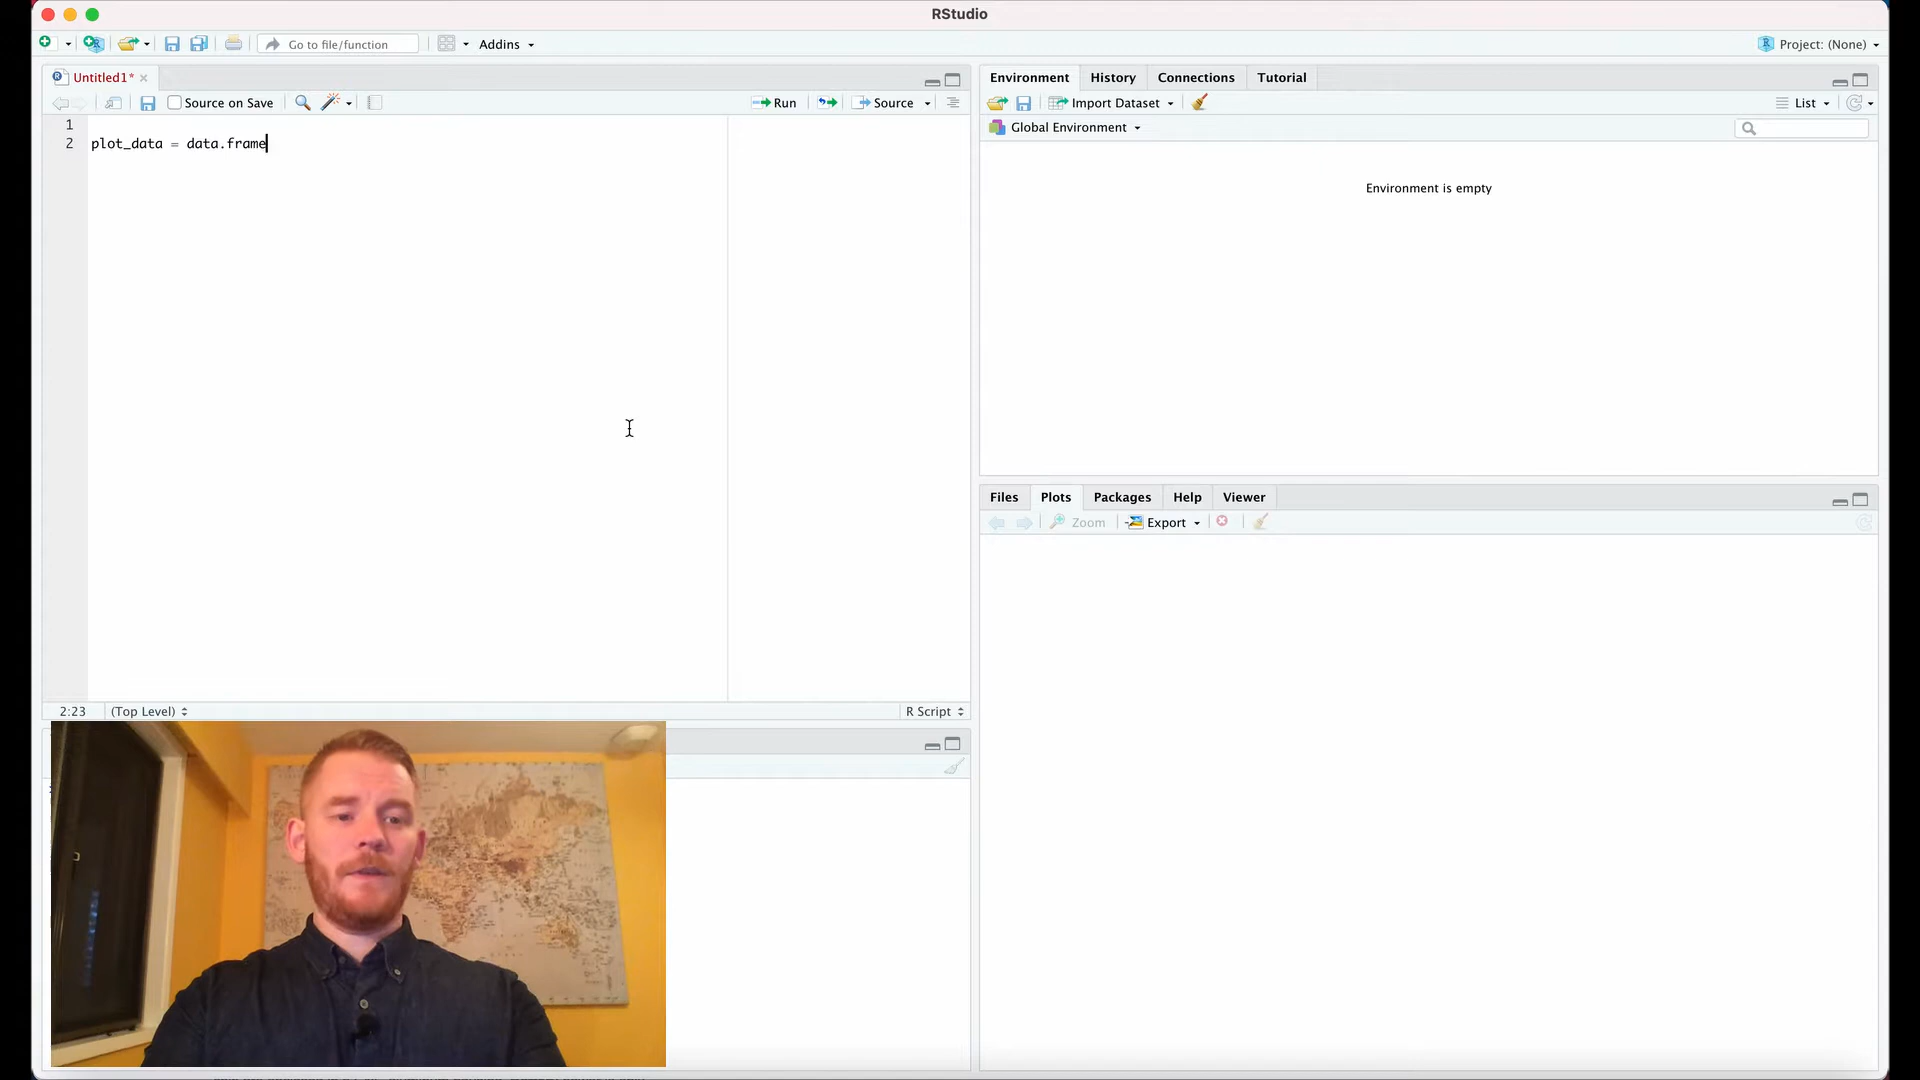 RStudio
Go to file/function
Addins
Project: (None)
Untitled1*
Source on Save
Run
Source
1
2 plot_data = data.frame
2:23
(Top Level)
R Script
Environment
History
Connections
Tutorial
Import Dataset
List
Global Environment
Environment is empty
Files
Plots
Packages
Help
Viewer
Zoom
Export